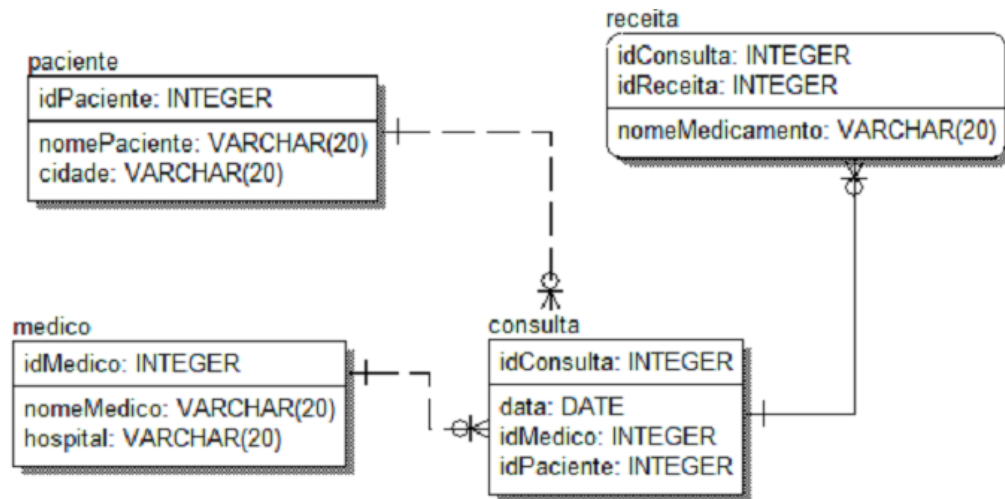 paciente
idPaciente: INTEGER
nomePaciente: VARCHAR(20)
cidade: VARCHAR(20)
receita
idConsulta: INTEGER
idReceita: INTEGER
nomeMedicamento: VARCHAR(20)
medico
idMedico: INTEGER
nomeMedico: VARCHAR(20)
hospital: VARCHAR(20)
consulta
idConsulta: INTEGER
data: DATE
idMedico: INTEGER
idPaciente: INTEGER